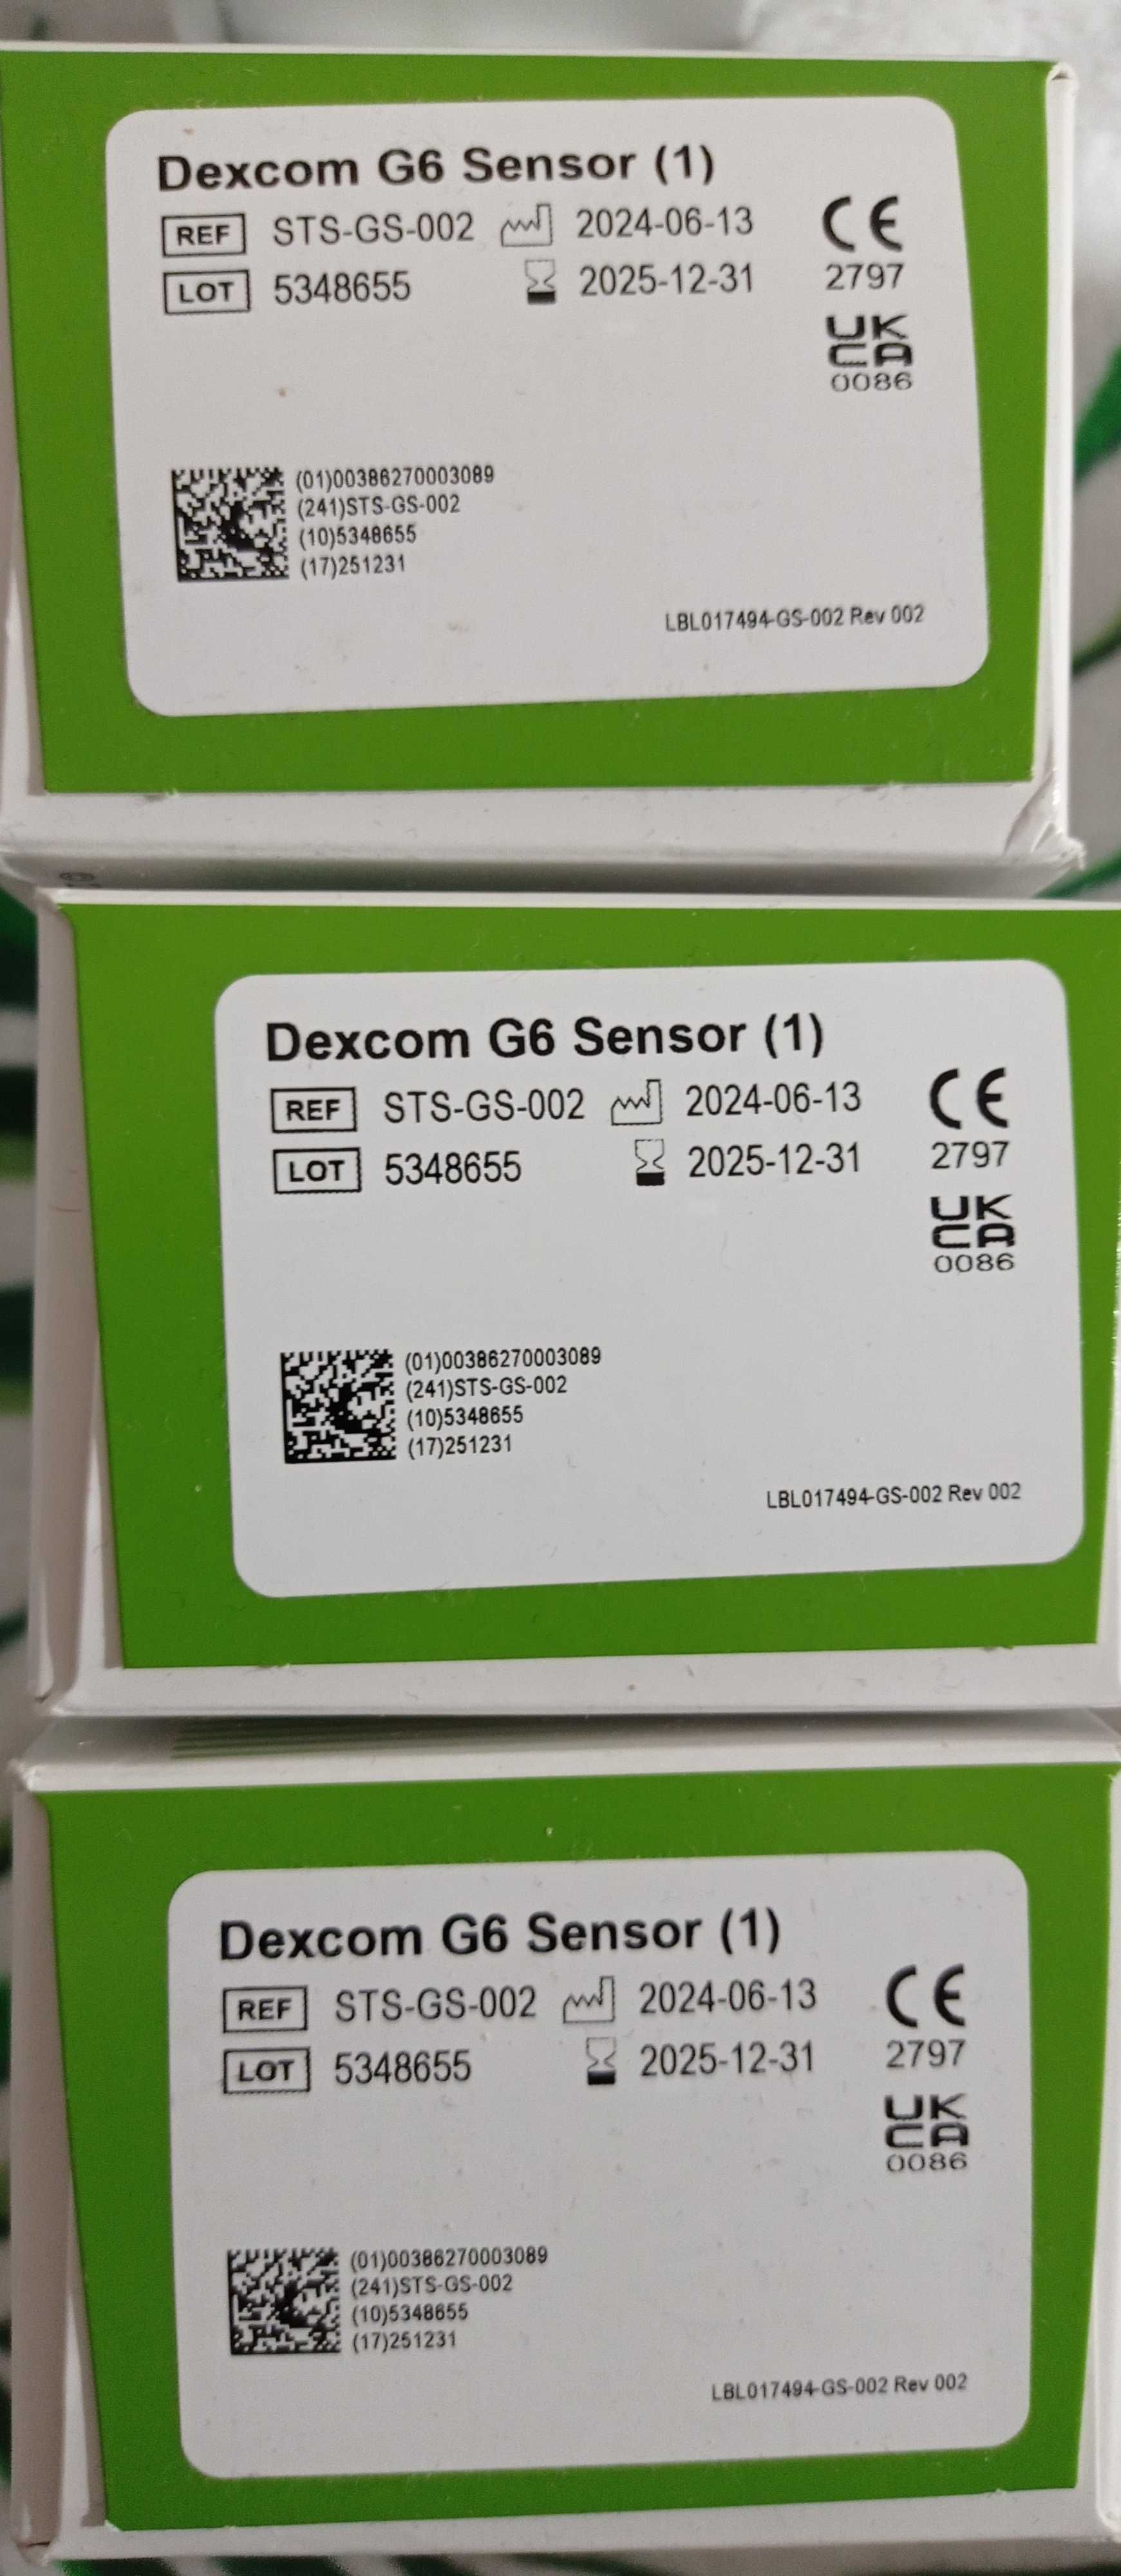 Dexcom G6 Sensor (1)
REF STS-GS-002 2024-06-13 CE
LOT 5348655 2025-12-31 2797
UK
CA
0086
(01)00386270003089
(241)STS-GS-002
(10)5348655
(17)251231
LBL017494-GS-002 Rev 002
Dexcom G6 Sensor (1)
REF STS-GS-002 2024-06-13 CE
LOT 5348655 2025-12-31 2797
UK
CA
0086
(01)00386270003089
(241)STS-GS-002
(10)5348655
(17)251231
LBL017494-GS-002 Rev 002
Dexcom G6 Sensor (1)
REF STS-GS-002 2024-06-13 CE
LOT 5348655 2025-12-31 2797
UK
CA
0086
(01)00386270003089
(241)STS-GS-002
(10)5348655
(17)251231
LBL017494-GS-002 Rev 002